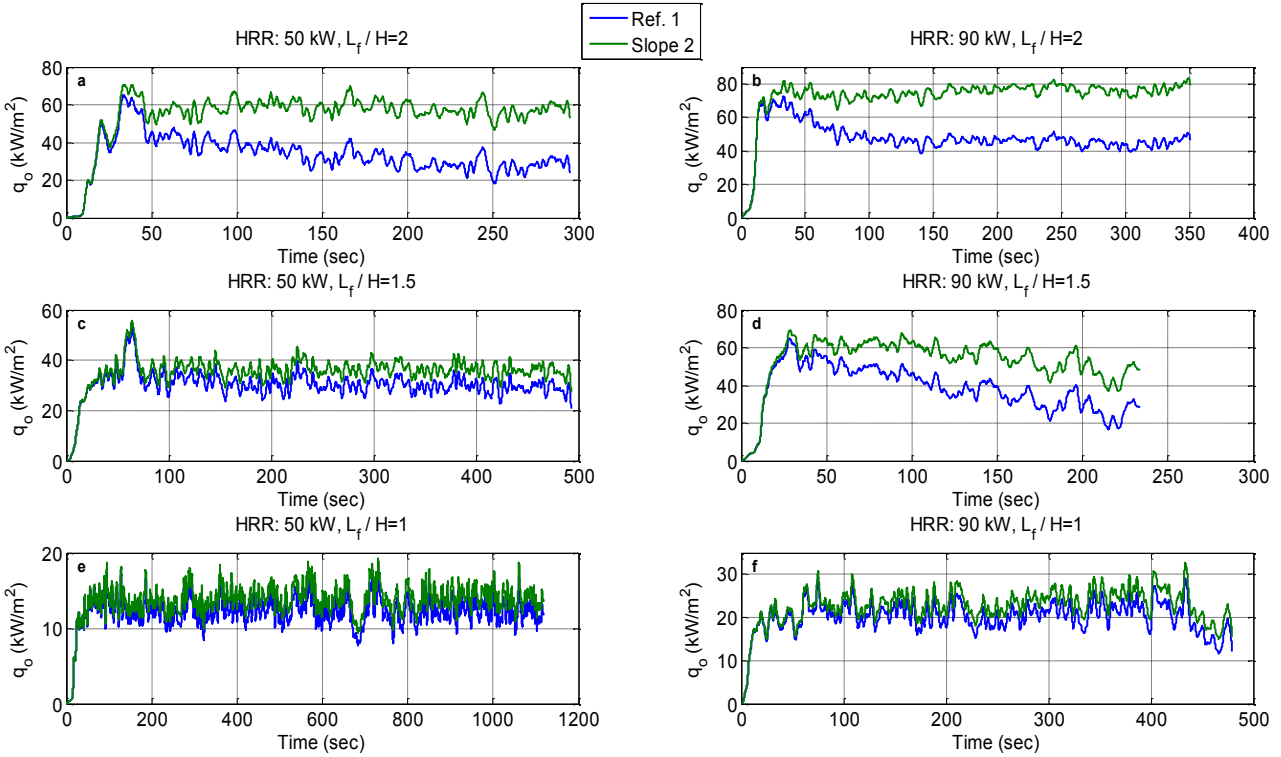 Ref. 1
Slope 2
HRR: 50 kW, L_f / H=2
a
q_o (kW/m^2)
80
60
40
20
0
0 50 100 150 200 250 300
Time (sec)
HRR: 90 kW, L_f / H=2
b
q_o (kW/m^2)
80
60
40
20
0
0 50 100 150 200 250 300 350 400
Time (sec)
HRR: 50 kW, L_f / H=1.5
c
q_o (kW/m^2)
60
40
20
0
0 100 200 300 400 500
Time (sec)
HRR: 90 kW, L_f / H=1.5
d
q_o (kW/m^2)
80
60
40
20
0
0 50 100 150 200 250 300
Time (sec)
HRR: 50 kW, L_f / H=1
e
q_o (kW/m^2)
20
10
0
0 200 400 600 800 1000 1200
Time (sec)
HRR: 90 kW, L_f / H=1
f
q_o (kW/m^2)
30
20
10
0
0 100 200 300 400 500
Time (sec)